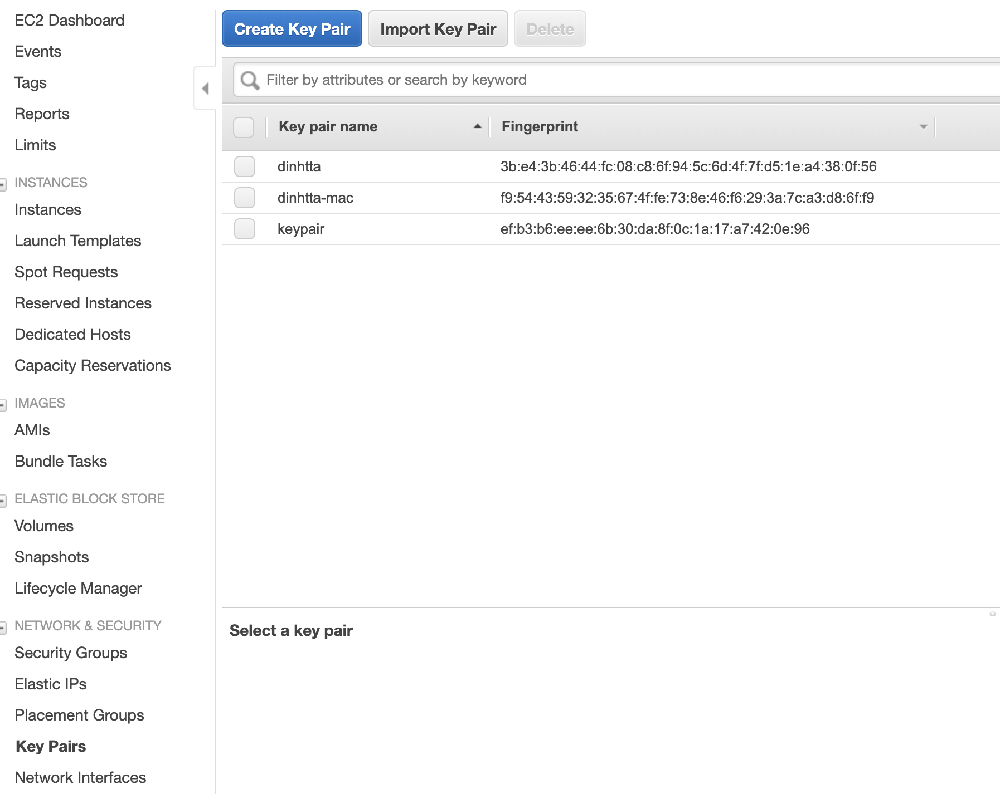 EC2 Dashboard
Events
Tags
Reports
Limits
INSTANCES
Instances
Launch Templates
Spot Requests
Reserved Instances
Dedicated Hosts
Capacity Reservations
IMAGES
AMIs
Bundle Tasks
ELASTIC BLOCK STORE
Volumes
Snapshots
Lifecycle Manager
NETWORK & SECURITY
Security Groups
Elastic IPs
Placement Groups
Key Pairs
Network Interfaces
Create Key Pair Import Key Pair Delete
Filter by attributes or search by keyword
Key pair name Fingerprint
dinhtta 3b:e4:3b:46:44:fc:08:c8:6f:94:5c:6d:4f:7f:d5:1e:a4:38:0f:56
dinhtta-mac f9:54:43:59:32:35:67:4f:fe:73:8e:46:f6:29:3a:7c:a3:d8:6f:f9
keypair ef:b3:b6:ee:ee:6b:30:da:8f:0c:1a:17:a7:42:0e:96
Select a key pair